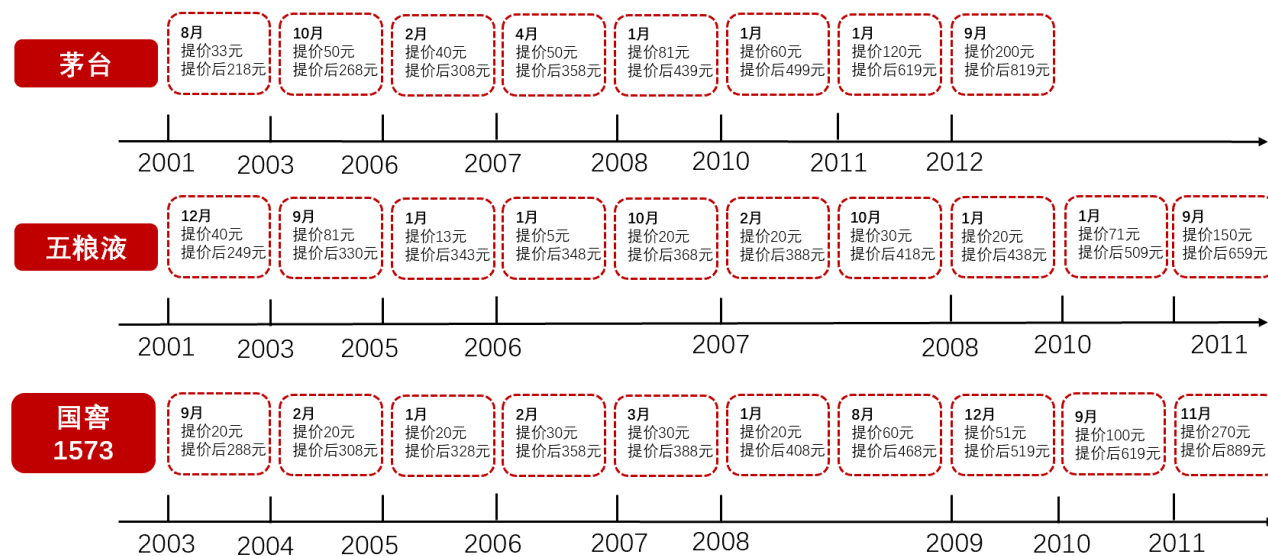 茅台
8月
提价33元
提价后218元
10月
提价50元
提价后268元
2月
提价40元
提价后308元
4月
提价50元
提价后358元
1月
提价81元
提价后439元
1月
提价60元
提价后499元
1月
提价120元
提价后619元
9月
提价200元
提价后819元
2001
2003
2006
2007
2008
2010
2011
2012
五粮液
12月
提价40元
提价后249元
9月
提价81元
提价后330元
1月
提价13元
提价后343元
1月
提价5元
提价后348元
10月
提价20元
提价后368元
2月
提价20元
提价后388元
10月
提价30元
提价后418元
1月
提价20元
提价后438元
1月
提价71元
提价后509元
9月
提价150元
提价后659元
2001
2003
2005
2006
2007
2008
2010
2011
国窖
1573
9月
提价20元
提价后288元
2月
提价20元
提价后308元
1月
提价20元
提价后328元
2月
提价30元
提价后358元
3月
提价30元
提价后388元
1月
提价20元
提价后408元
8月
提价60元
提价后468元
12月
提价51元
提价后519元
9月
提价100元
提价后619元
11月
提价270元
提价后889元
2003
2004
2005
2006
2007
2008
2009
2010
2011